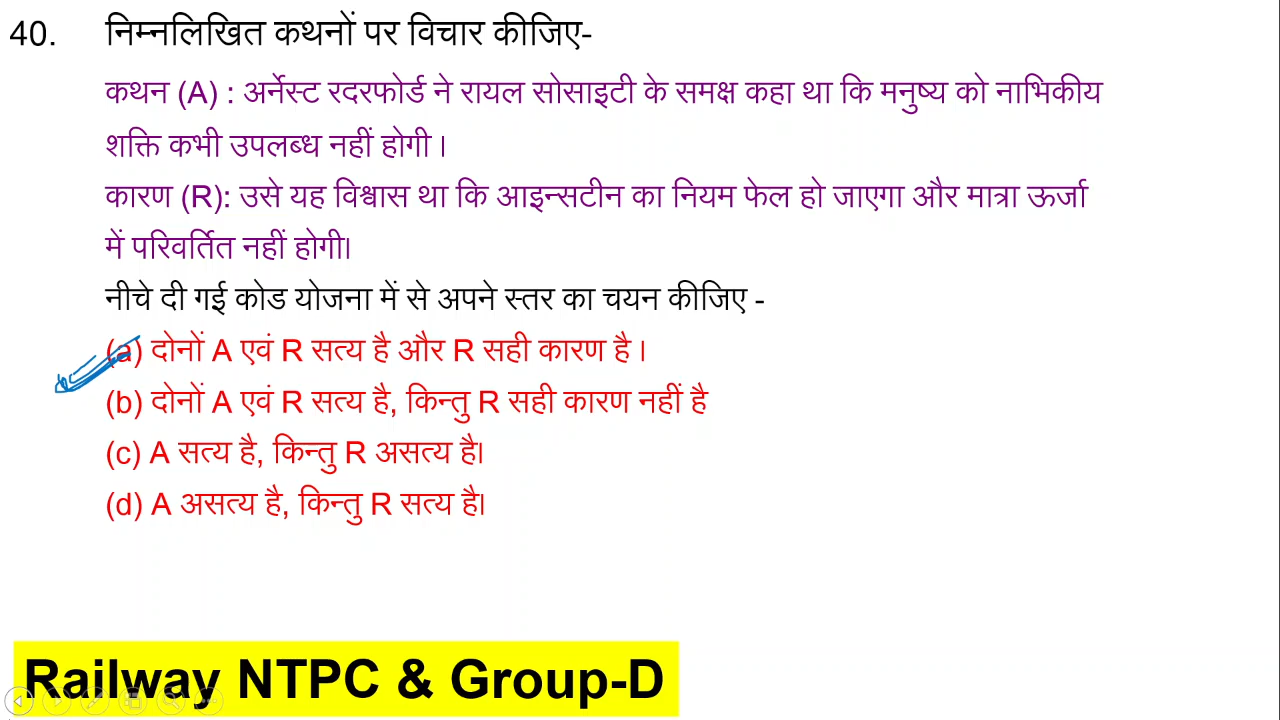 40. निम्नलिखित कथनों पर विचार कीजिए-
कथन (A) : अर्नेस्ट रदरफोर्ड ने रायल सोसाइटी के समक्ष कहा था कि मनुष्य को नाभिकीय
शक्ति कभी उपलब्ध नहीं होगी ।
कारण (R): उसे यह विश्वास था कि आइन्सटीन का नियम फेल हो जाएगा और मात्रा ऊर्जा
में परिवर्तित नहीं होगी।
नीचे दी गई कोड योजना में से अपने स्तर का चयन कीजिए -
(a) दोनों A एवं R सत्य है और R सही कारण है ।
(b) दोनों A एवं R सत्य है, किन्तु R सही कारण नहीं है
(c) A सत्य है, किन्तु R असत्य है।
(d) A असत्य है, किन्तु R सत्य है।
Railway NTPC & Group-D